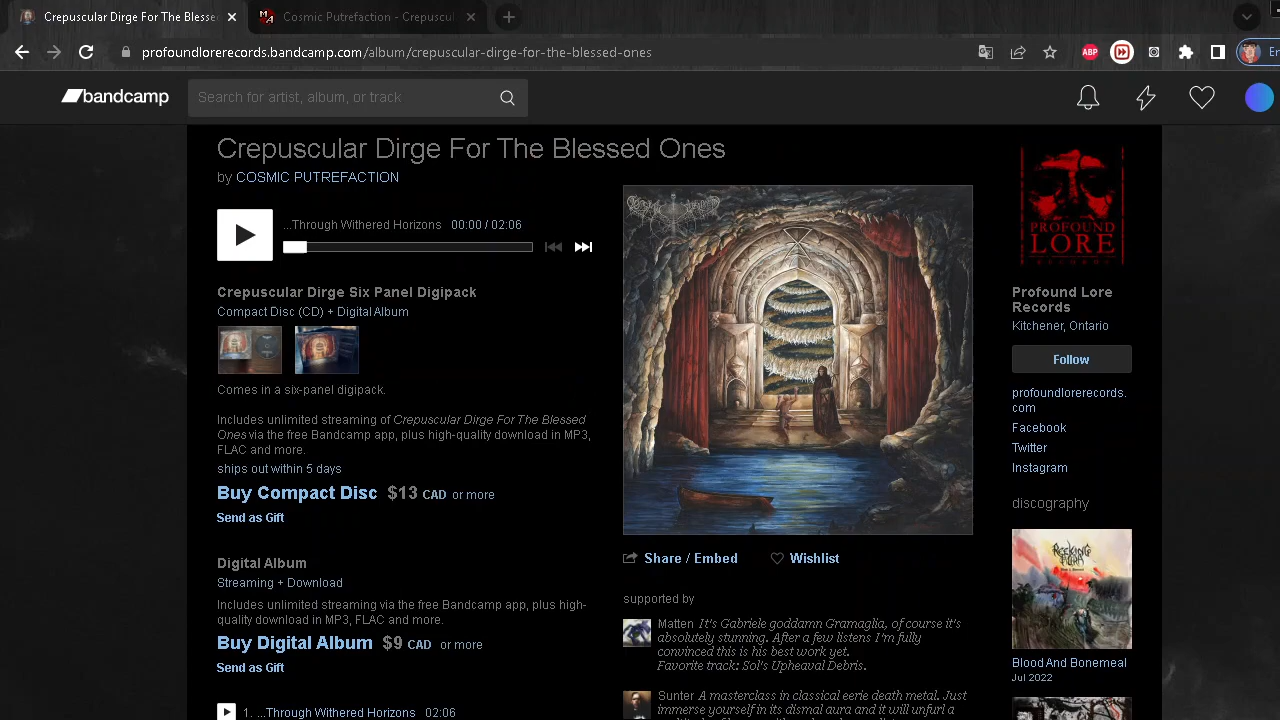 Crepuscular Dirge For The Blesse
Cosmic Putrefaction - Crepuscul
profoundlorerecords.bandcamp.com/album/crepuscular-dirge-for-the-blessed-ones
ABP
En
bandcamp
Search for artist, album, or track
Crepuscular Dirge For The Blessed Ones
by COSMIC PUTREFACTION
...Through Withered Horizons 00:00 / 02:06
Crepuscular Dirge Six Panel Digipack
Compact Disc (CD) + Digital Album
Comes in a six-panel digipack.
Includes unlimited streaming of Crepuscular Dirge For The Blessed
Ones via the free Bandcamp app, plus high-quality download in MP3,
FLAC and more.
ships out within 5 days
Buy Compact Disc $13 CAD or more
Send as Gift
Digital Album
Streaming + Download
Includes unlimited streaming via the free Bandcamp app, plus high-
quality download in MP3, FLAC and more.
Buy Digital Album $9 CAD or more
Send as Gift
1. ...Through Withered Horizons 02:06
Share / Embed
Wishlist
supported by
Matten It's Gabriele goddamn Gramaglia, of course it's
absolutely stunning. After a few listens I'm fully
convinced this is his best work yet.
Favorite track: Sol's Upheaval Debris.
Sunter A masterclass in classical eerie death metal. Just
immerse yourself in its dismal aura and it will unfurl a
PROFOUND
LORE
RECORDS
Profound Lore
Records
Kitchener, Ontario
Follow
profoundlorerecords.
com
Facebook
Twitter
Instagram
discography
REEKING
AURA
Blood And Bonemeal
Jul 2022